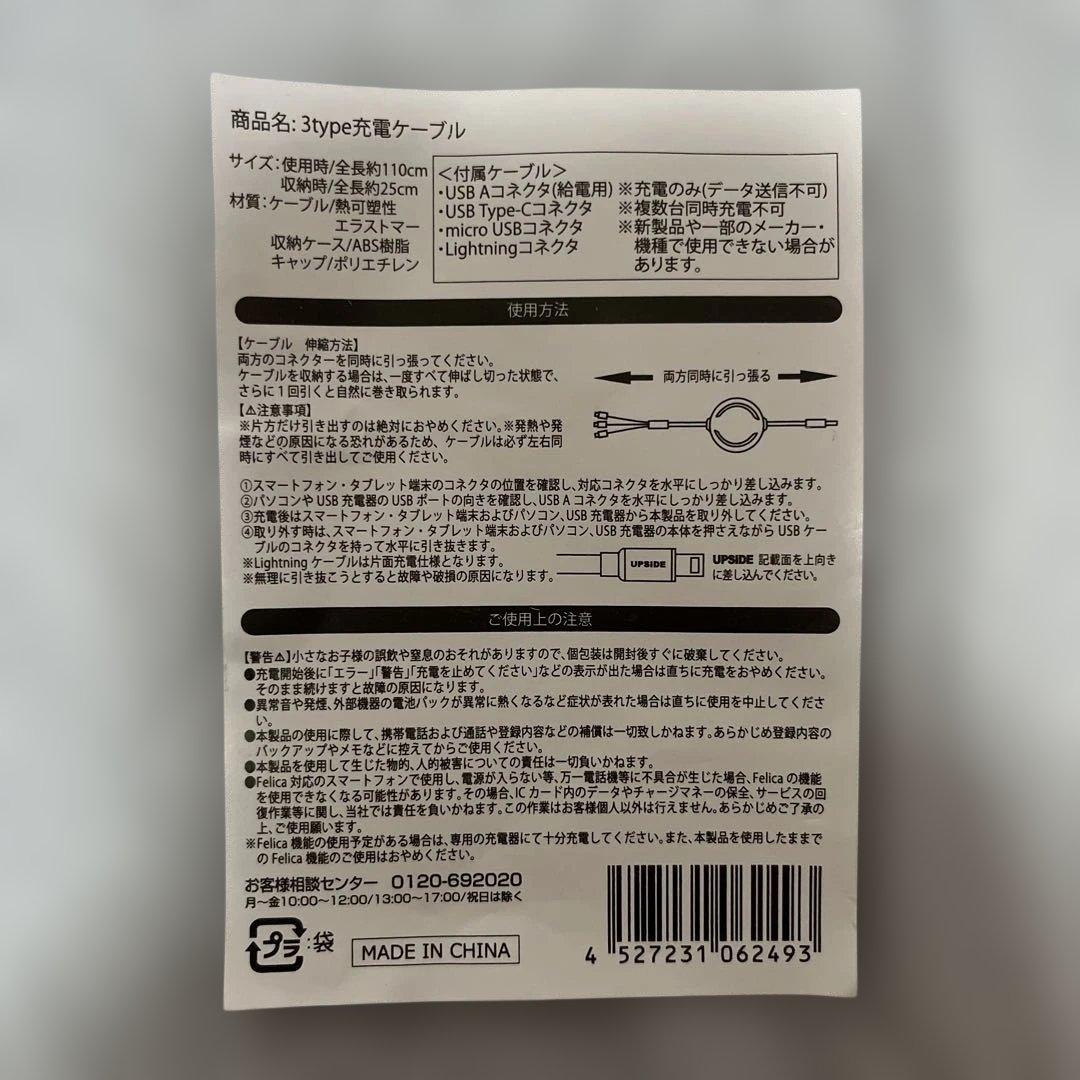 商品名: 3type充電ケーブル
サイズ：使用時/全長約110cm
収納時/全長約25cm
材質：ケーブル/熱可塑性
エラストマー
収納ケース/ABS樹脂
キャップ/ポリエチレン
＜付属ケーブル＞
・USB Aコネクタ(給電用)
・USB Type-Cコネクタ
・micro USBコネクタ
・Lightningコネクタ
※充電のみ(データ送信不可)
※複数台同時充電不可
※新製品や一部のメーカー・
機種で使用できない場合が
あります。
使用方法
【ケーブル　伸縮方法】
両方のコネクターを同時に引っ張ってください。
ケーブルを収納する場合は、一度すべて伸ばし切った状態で、
さらに１回引くと自然に巻き取られます。
【⚠注意事項】
※片方だけ引き出すのは絶対におやめください。※発熱や発
煙などの原因になる恐れがあるため、ケーブルは必ず左右同
時にすべて引き出してご使用ください。
両方同時に引っ張る
①スマートフォン・タブレット端末のコネクタの位置を確認し、対応コネクタを水平にしっかり差し込みます。
②パソコンや USB 充電器の USB ポートの向きを確認し、USB A コネクタを水平にしっかり差し込みます。
③充電後はスマートフォン・タブレット端末およびパソコン、USB 充電器から本製品を取り外してください。
④取り外す時は、スマートフォン・タブレット端末およびパソコン、USB 充電器の本体を押さえながら USB ケー
ブルのコネクタを持って水平に引き抜きます。
※Lightning ケーブルは片面充電仕様となります。
※無理に引き抜こうとすると故障や破損の原因になります。
UPSiDE
UPSiDE 記載面を上向き
に差し込んでください。
ご使用上の注意
【警告⚠】小さなお子様の誤飲や窒息のおそれがありますので、個包装は開封後すぐに破棄してください。
●充電開始後に「エラー」「警告」「充電を止めてください」などの表示が出た場合は直ちに充電をおやめください。
そのまま続けますと故障の原因になります。
●異常音や発煙、外部機器の電池パックが異常に熱くなるなど症状が表れた場合は直ちに使用を中止してくださ
い。
●本製品の使用に際して、携帯電話および通話や登録内容などの補償は一切致しかねます。あらかじめ登録内容の
バックアップやメモなどに控えてからご使用ください。
●本製品を使用して生じた物的、人的被害についての責任は一切負いかねます。
●Felica 対応のスマートフォンで使用し、電源が入らない等、万一電話機等に不具合が生じた場合、Felica の機能
を使用できなくなる可能性があります。その場合、IC カード内のデータやチャージマネーの保全、サービスの回
復作業等に関し、当社では責任を負いかねます。この作業はお客様個人以外は行えません。あらかじめご了承の
上、ご使用願います。
※Felica 機能の使用予定がある場合は、専用の充電器にて十分充電してください。また、本製品を使用したままで
の Felica 機能のご使用はおやめください。
お客様相談センター 0120-692020
月～金10:00～12:00/13:00～17:00/祝日は除く
プラ :袋
MADE IN CHINA
4 527231 062493